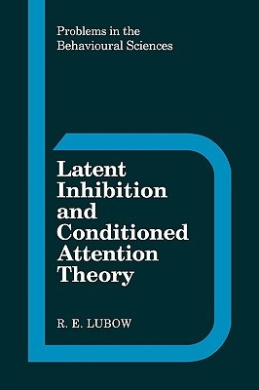 Problems in the
Behavioural Sciences
Latent
Inhibition and
Conditioned
Attention
Theory
R. E. LUBOW